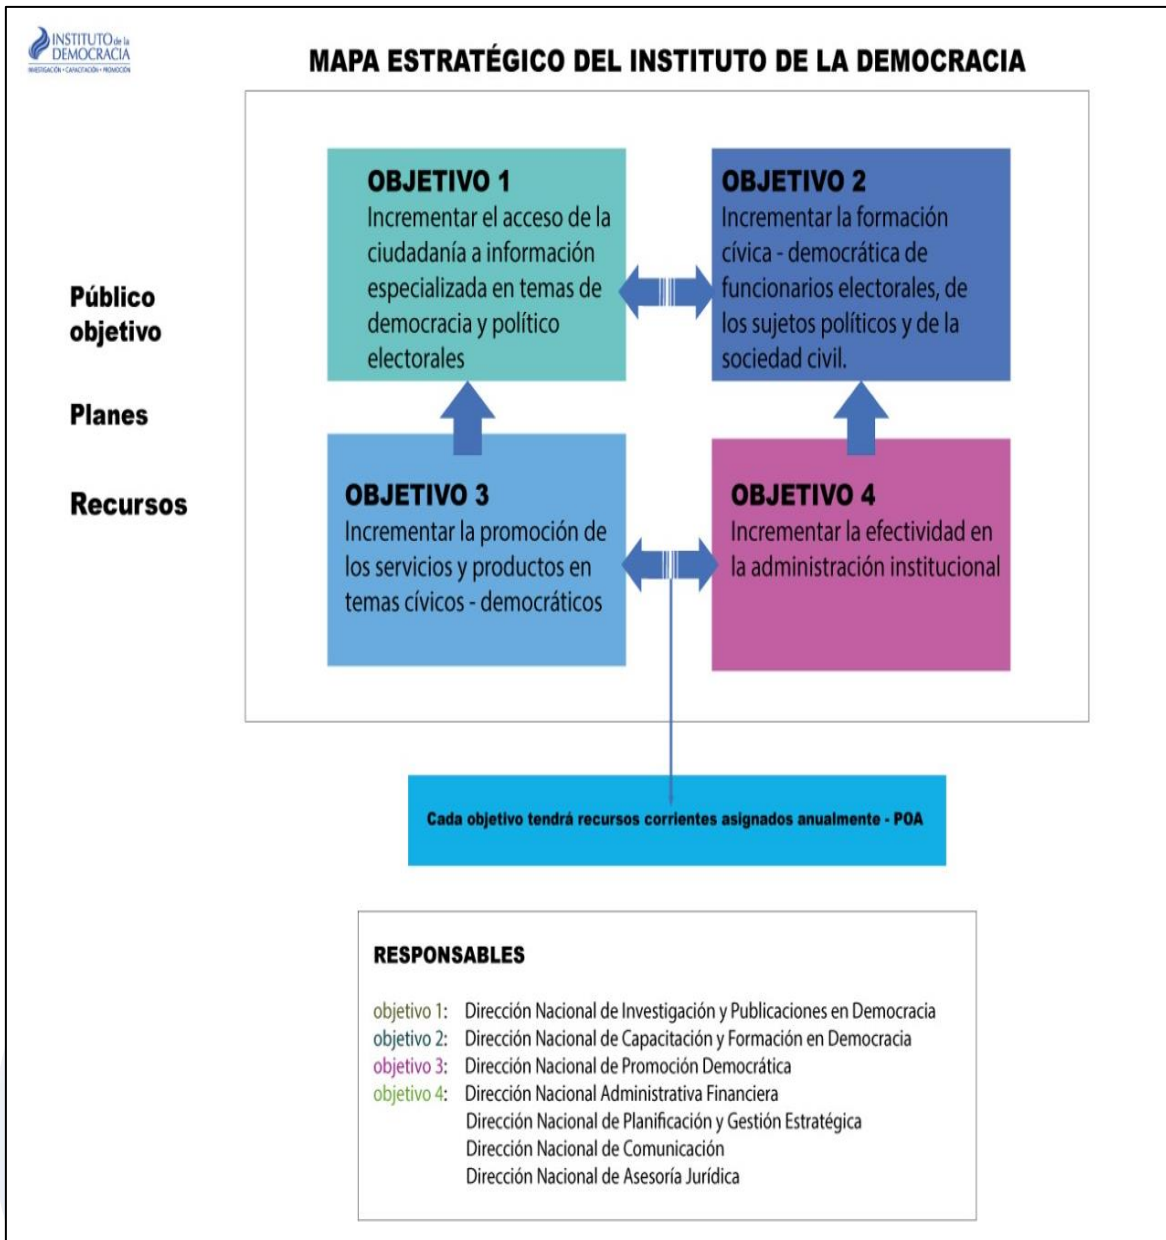 INSTITUTO de la
DEMOCRACIA
INVESTIGACIÓN • CAPACITACIÓN • PROMOCIÓN
MAPA ESTRATÉGICO DEL INSTITUTO DE LA DEMOCRACIA
OBJETIVO 1
Incrementar el acceso de la
ciudadanía a información
especializada en temas de
democracia y político
electorales
OBJETIVO 2
Incrementar la formación
cívica - democrática de
funcionarios electorales, de
los sujetos políticos y de la
sociedad civil.
Público
objetivo
Planes
Recursos
OBJETIVO 3
Incrementar la promoción de
los servicios y productos en
temas cívicos - democráticos
OBJETIVO 4
Incrementar la efectividad en
la administración institucional
Cada objetivo tendrá recursos corrientes asignados anualmente - POA
RESPONSABLES
objetivo 1: Dirección Nacional de Investigación y Publicaciones en Democracia
objetivo 2: Dirección Nacional de Capacitación y Formación en Democracia
objetivo 3: Dirección Nacional de Promoción Democrática
objetivo 4: Dirección Nacional Administrativa Financiera
Dirección Nacional de Planificación y Gestión Estratégica
Dirección Nacional de Comunicación
Dirección Nacional de Asesoría Jurídica